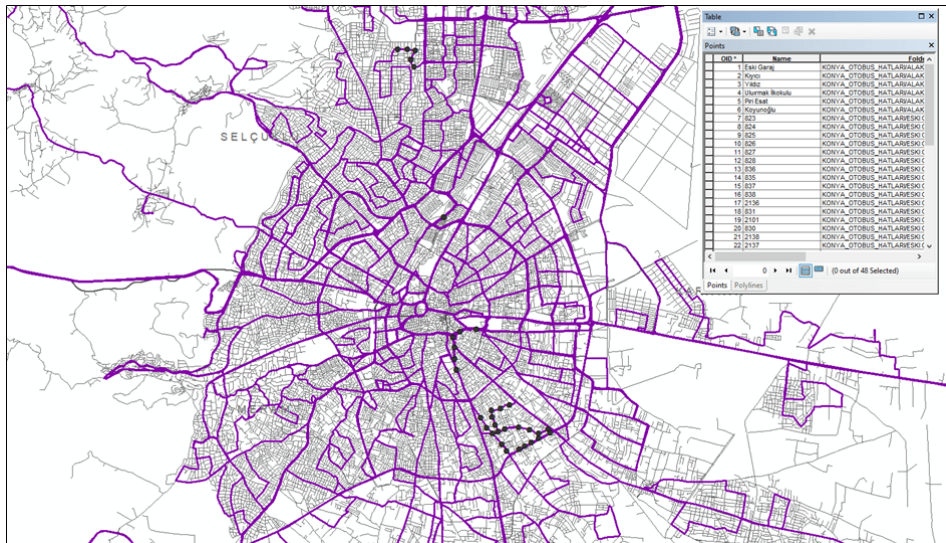 Table
Points
OID * Name Folde
1 Eski Garaj KONYA_OTOBUS_HATLARI/ALAK
2 Kıyıcı KONYA_OTOBUS_HATLARI/ALAK
3 Yıldız KONYA_OTOBUS_HATLARI/ALAK
4 Uluırmak İlkokulu KONYA_OTOBUS_HATLARI/ALAK
5 Piri Esat KONYA_OTOBUS_HATLARI/ALAK
6 Koyunoğlu KONYA_OTOBUS_HATLARI/ALAK
7 823 KONYA_OTOBUS_HATLARI/ESKI G
8 824 KONYA_OTOBUS_HATLARI/ESKI G
9 825 KONYA_OTOBUS_HATLARI/ESKI G
10 826 KONYA_OTOBUS_HATLARI/ESKI G
11 827 KONYA_OTOBUS_HATLARI/ESKI G
12 828 KONYA_OTOBUS_HATLARI/ESKI G
13 836 KONYA_OTOBUS_HATLARI/ESKI G
14 835 KONYA_OTOBUS_HATLARI/ESKI G
15 837 KONYA_OTOBUS_HATLARI/ESKI G
16 838 KONYA_OTOBUS_HATLARI/ESKI G
17 2136 KONYA_OTOBUS_HATLARI/ESKI G
18 831 KONYA_OTOBUS_HATLARI/ESKI G
19 2101 KONYA_OTOBUS_HATLARI/ESKI G
20 830 KONYA_OTOBUS_HATLARI/ESKI G
21 2138 KONYA_OTOBUS_HATLARI/ESKI G
22 2137 KONYA_OTOBUS_HATLARI/ESKI G
0 (0 out of 48 Selected)
Points Polylines
SELÇU
MERAM